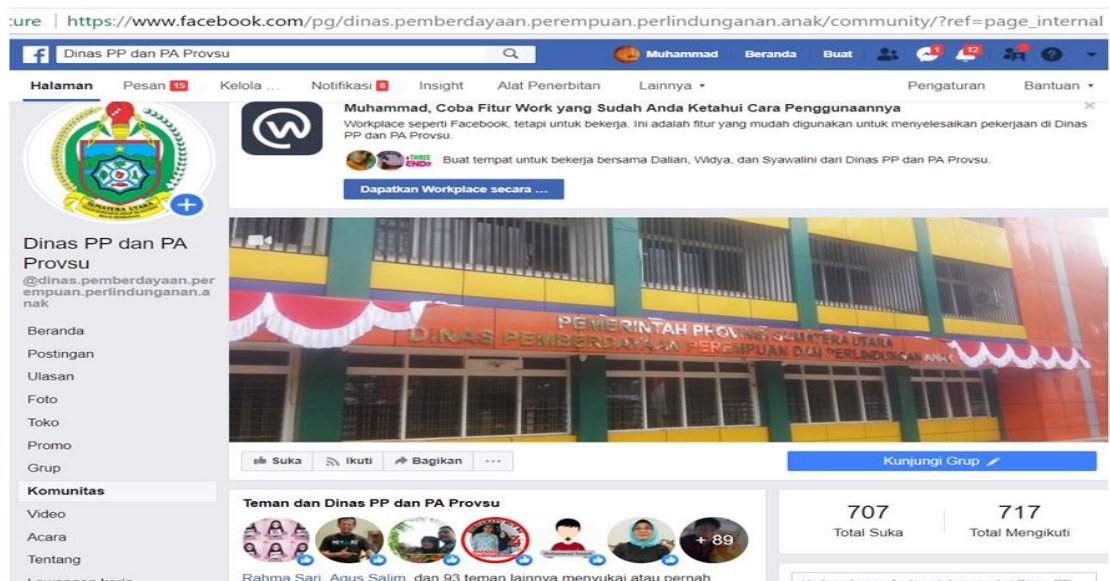 :ure | https://www.facebook.com/pg/dinas.pemberdayaan.perempuan.perlindunganan.anak/community/?ref=page_internal
Dinas PP dan PA Provsu
Muhammad Beranda Buat 1 12
Halaman Pesan 15 Kelola ... Notifikasi 6 Insight Alat Penerbitan Lainnya Pengaturan Bantuan
Muhammad, Coba Fitur Work yang Sudah Anda Ketahui Cara Penggunaannya
Workplace seperti Facebook, tetapi untuk bekerja. Ini adalah fitur yang mudah digunakan untuk menyelesaikan pekerjaan di Dinas
PP dan PA Provsu.
Buat tempat untuk bekerja bersama Dalian, Widya, dan Syawalini dari Dinas PP dan PA Provsu.
Dapatkan Workplace secara ...
SUMATERA UTARA
Dinas PP dan PA
Provsu
@dinas.pemberdayaan.per
empuan.perlindunganan.a
nak
Beranda
Postingan
Ulasan
Foto
Toko
Promo
Grup
Komunitas
Video
Acara
Tentang
Lowongan kerja
PEMERINTAH PROVINSI SUMATERA UTARA
DINAS PEMBERDAYAAN PEREMPUAN DAN PERLINDUNGAN ANAK
Suka Ikuti Bagikan ...
Kunjungi Grup
Teman dan Dinas PP dan PA Provsu
+ 89
Rahma Sari, Agus Salim, dan 93 teman lainnya menyukai atau pernah
707 717
Total Suka Total Mengikuti